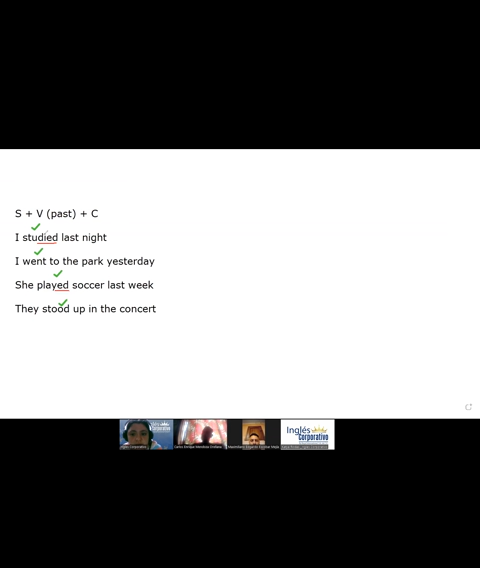 S + V (past) + C
I studied last night
I went to the park yesterday
She played soccer last week
They stood up in the concert
Inglés
Corporativo